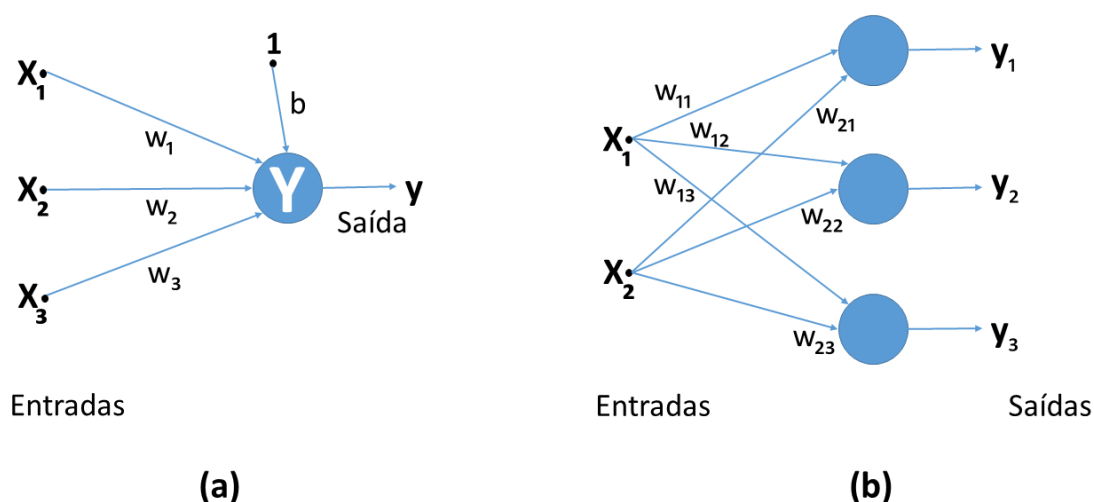 1
X₁
b
w₁
X₂
Y
y
w₂
Saída
w₃
X₃
Entradas
(a)
y₁
w₁₁
w₂₁
X₁
w₁₂
w₁₃
y₂
w₂₂
X₂
w₂₃
y₃
Entradas
Saídas
(b)